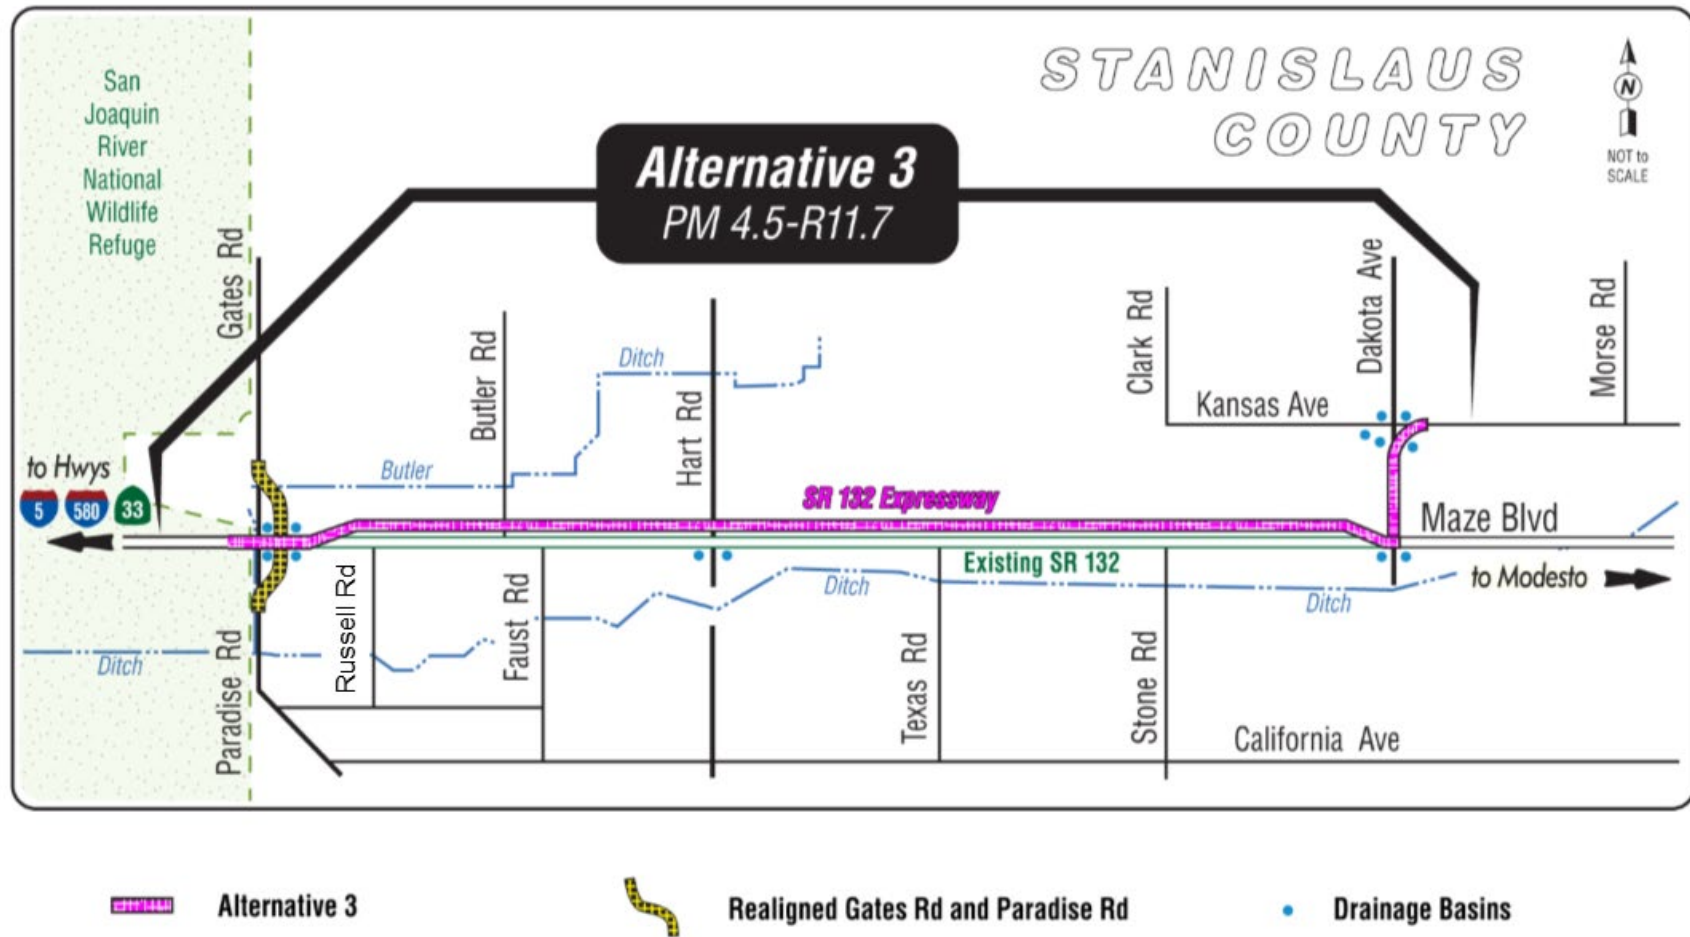 STANISLAUS
COUNTY
N
NOT to
SCALE
San
Joaquin
River
National
Wildlife
Refuge
Alternative 3
PM 4.5-R11.7
Gates Rd
Butler Rd
Ditch
Hart Rd
Clark Rd
Dakota Ave
Morse Rd
Kansas Ave
to Hwys
5
580
33
Butler
SR 132 Expressway
Maze Blvd
Existing SR 132
to Modesto
Ditch
Ditch
Ditch
Paradise Rd
Russell Rd
Faust Rd
Texas Rd
Stone Rd
California Ave
Alternative 3
Realigned Gates Rd and Paradise Rd
Drainage Basins